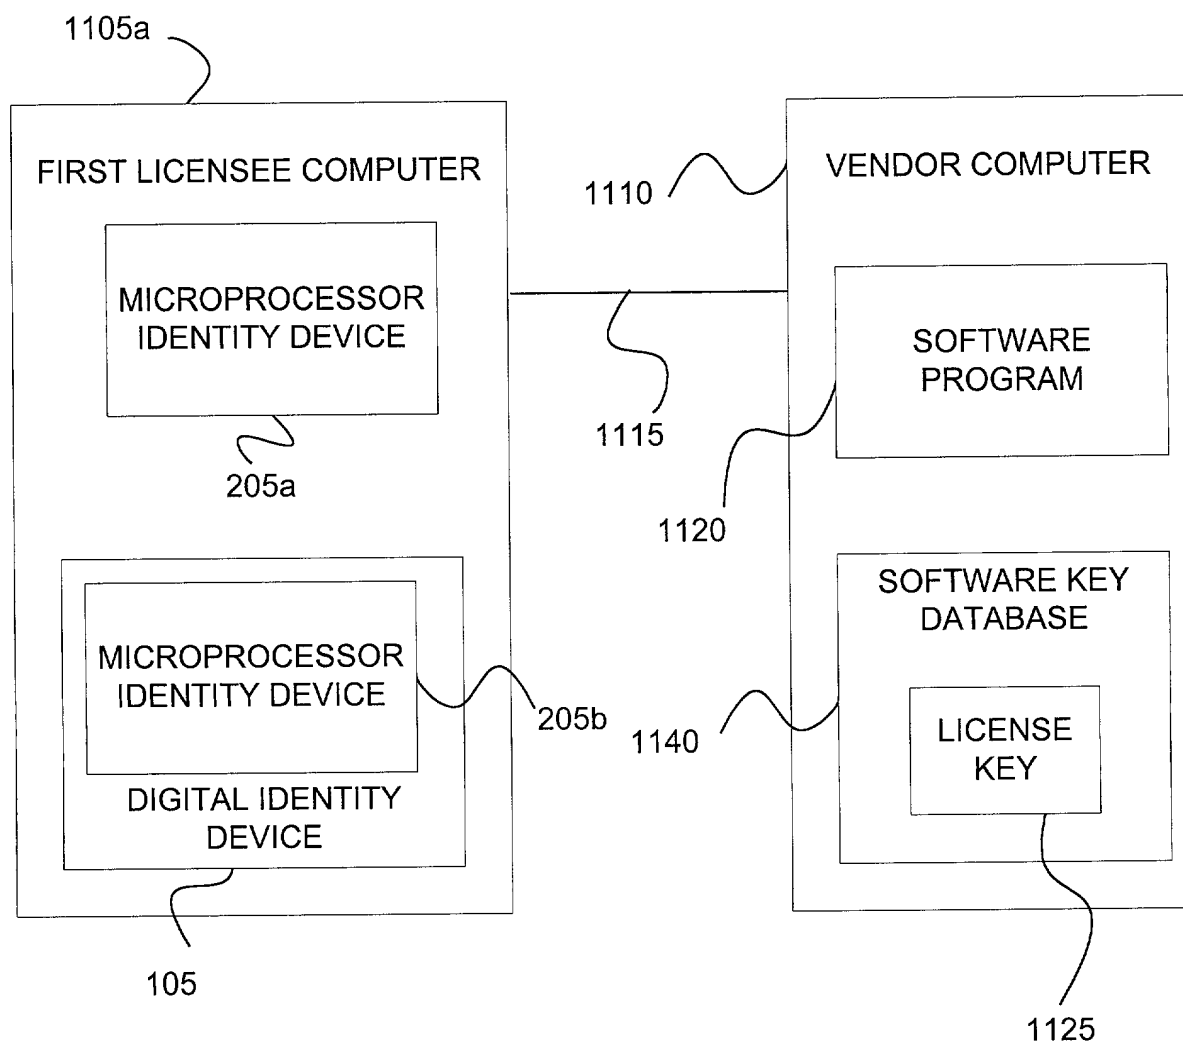 1105a
FIRST LICENSEE COMPUTER
MICROPROCESSOR
IDENTITY DEVICE
205a
MICROPROCESSOR
IDENTITY DEVICE
205b
DIGITAL IDENTITY
DEVICE
105
1110
1115
VENDOR COMPUTER
SOFTWARE
PROGRAM
1120
SOFTWARE KEY
DATABASE
1140
LICENSE
KEY
1125